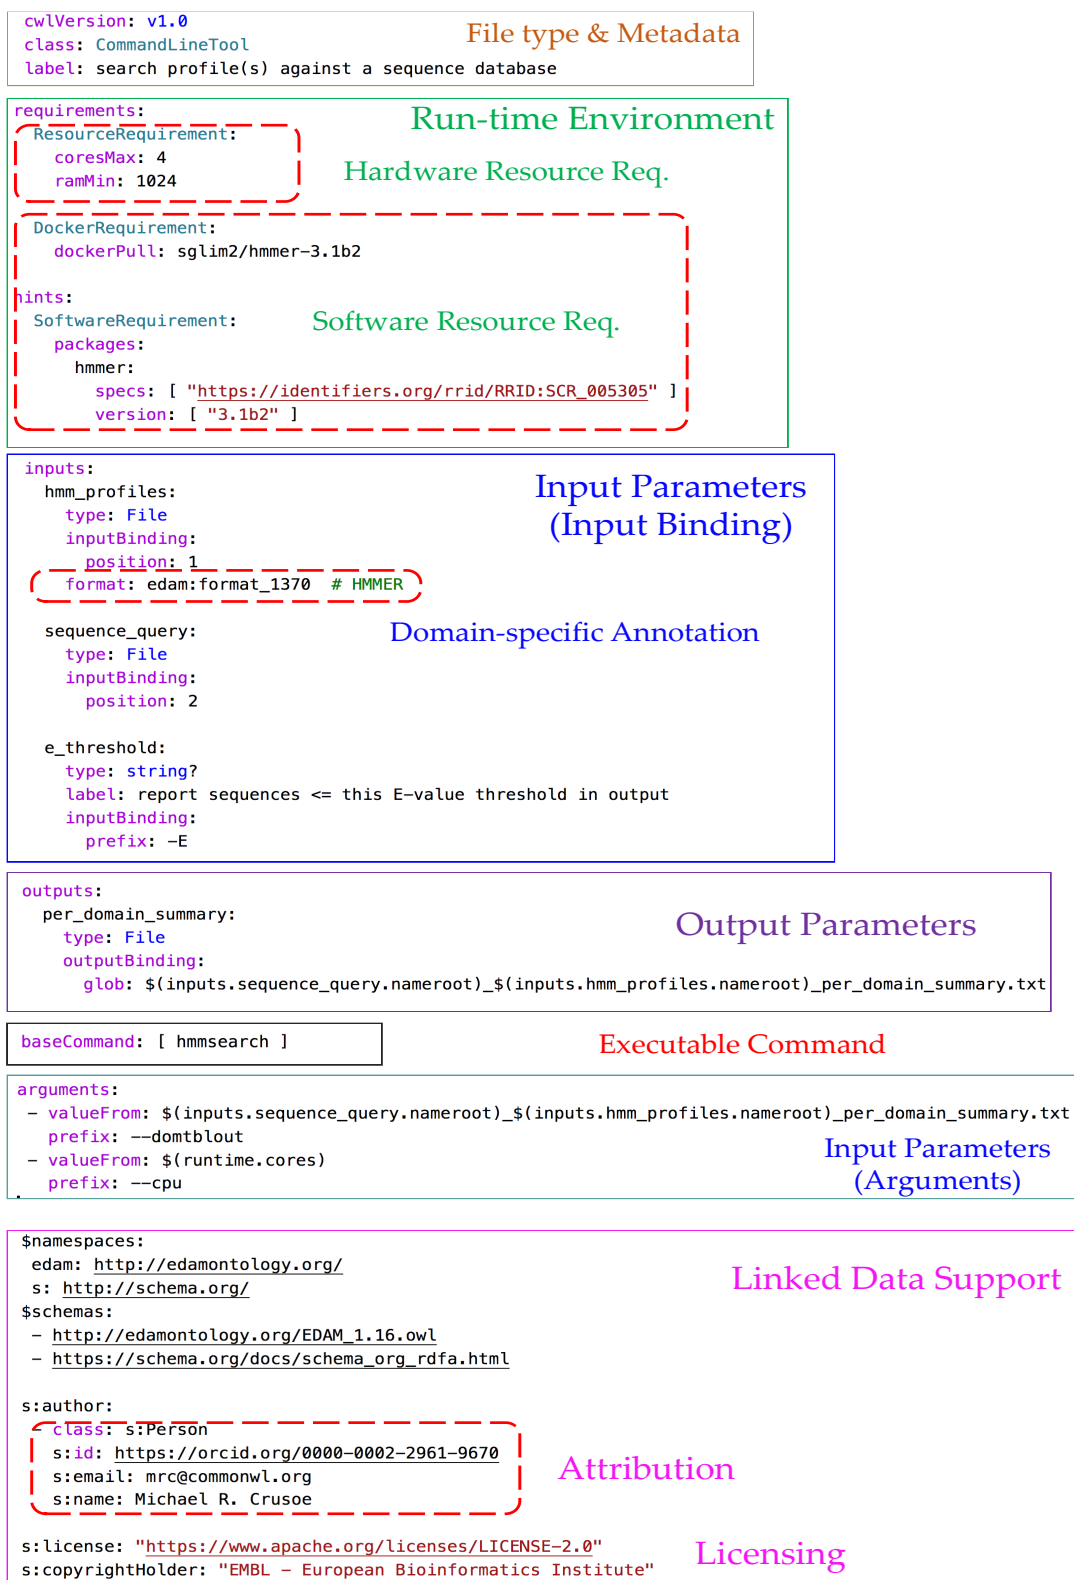 cwlVersion: v1.0
class: CommandLineTool
label: search profile(s) against a sequence database
File type & Metadata
requirements:
ResourceRequirement:
coresMax: 4
ramMin: 1024
Run-time Environment
Hardware Resource Req.
DockerRequirement:
dockerPull: sglim2/hmmer-3.1b2
hints:
SoftwareRequirement:
packages:
hmmer:
specs: [ "https://identifiers.org/rrid/RRID:SCR_005305" ]
version: [ "3.1b2" ]
Software Resource Req.
inputs:
hmm_profiles:
type: File
inputBinding:
position: 1
format: edam:format_1370  # HMMER
Input Parameters
(Input Binding)
Domain-specific Annotation
sequence_query:
type: File
inputBinding:
position: 2
e_threshold:
type: string?
label: report sequences <= this E-value threshold in output
inputBinding:
prefix: -E
outputs:
per_domain_summary:
type: File
outputBinding:
glob: $(inputs.sequence_query.nameroot)_$(inputs.hmm_profiles.nameroot)_per_domain_summary.txt
Output Parameters
baseCommand: [ hmmsearch ]
Executable Command
arguments:
- valueFrom: $(inputs.sequence_query.nameroot)_$(inputs.hmm_profiles.nameroot)_per_domain_summary.txt
prefix: --domtblout
- valueFrom: $(runtime.cores)
prefix: --cpu
Input Parameters
(Arguments)
$namespaces:
edam: http://edamontology.org/
s: http://schema.org/
$schemas:
- http://edamontology.org/EDAM_1.16.owl
- https://schema.org/docs/schema_org_rdfa.html
Linked Data Support
s:author:
- class: s:Person
s:id: https://orcid.org/0000-0002-2961-9670
s:email: mrc@commonwl.org
s:name: Michael R. Crusoe
Attribution
s:license: "https://www.apache.org/licenses/LICENSE-2.0"
s:copyrightHolder: "EMBL - European Bioinformatics Institute"
Licensing